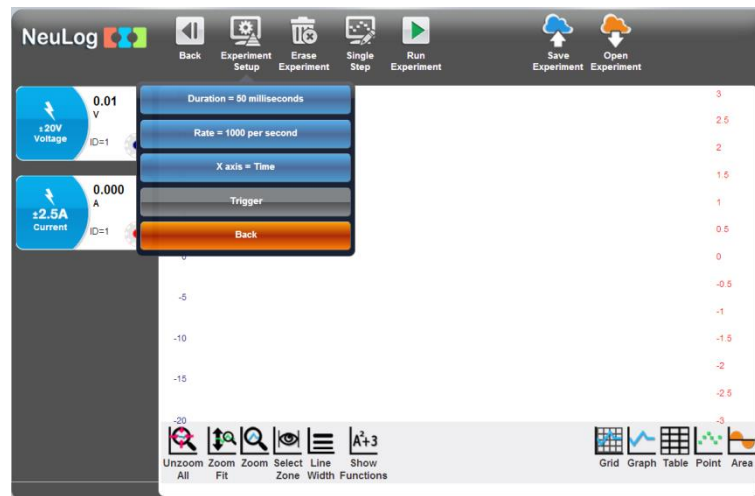 NeuLog
Back
Experiment
Setup
Erase
Experiment
Single
Step
Run
Experiment
Save
Experiment
Open
Experiment
±20V
Voltage
0.01
V
ID=1
±2.5A
Current
0.000
A
ID=1
Duration = 50 milliseconds
Rate = 1000 per second
X axis = Time
Trigger
Back
0
-5
-10
-15
-20
3
2.5
2
1.5
1
0.5
0
-0.5
-1
-1.5
-2
-2.5
-3
Unzoom
All
Zoom
Fit
Zoom
Select
Zone
Line
Width
A²+3
Show
Functions
Grid
Graph
Table
Point
Area